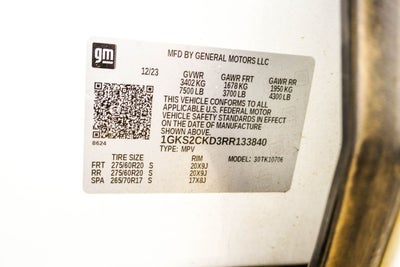 gm
MFD BY GENERAL MOTORS LLC
12/23 GVWR GAWR FRT GAWR RR
3402 KG 1678 KG 1950 KG
7500 LB 3700 LB 4300 LB
THIS VEHICLE CONFORMS TO ALL
APPLICABLE U.S. FEDERAL MOTOR
VEHICLE SAFETY STANDARDS IN EFFECT
ON THE DATE OF MANUFACTURE
SHOWN ABOVE.
8624 1GKS2CKD3RR133840
TYPE: MPV MODEL: 30TK10706
TIRE SIZE RIM
FRT 275/60R20 S 20X9J
RR 275/60R20 S 20X9J
SPA 265/70R17 S 17X8J